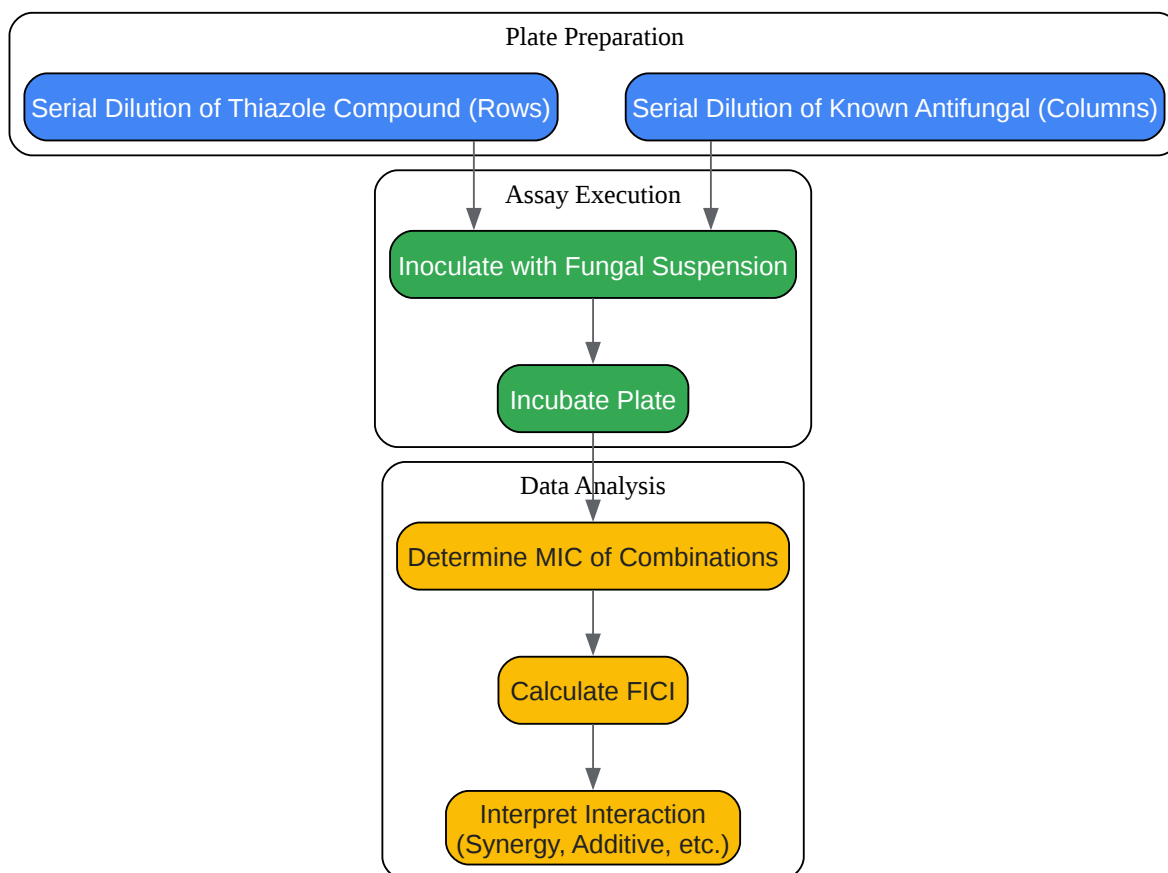 Plate Preparation
Serial Dilution of Thiazole Compound (Rows)
Serial Dilution of Known Antifungal (Columns)
Assay Execution
Inoculate with Fungal Suspension
Incubate Plate
Data Analysis
Determine MIC of Combinations
Calculate FICI
Interpret Interaction
(Synergy, Additive, etc.)